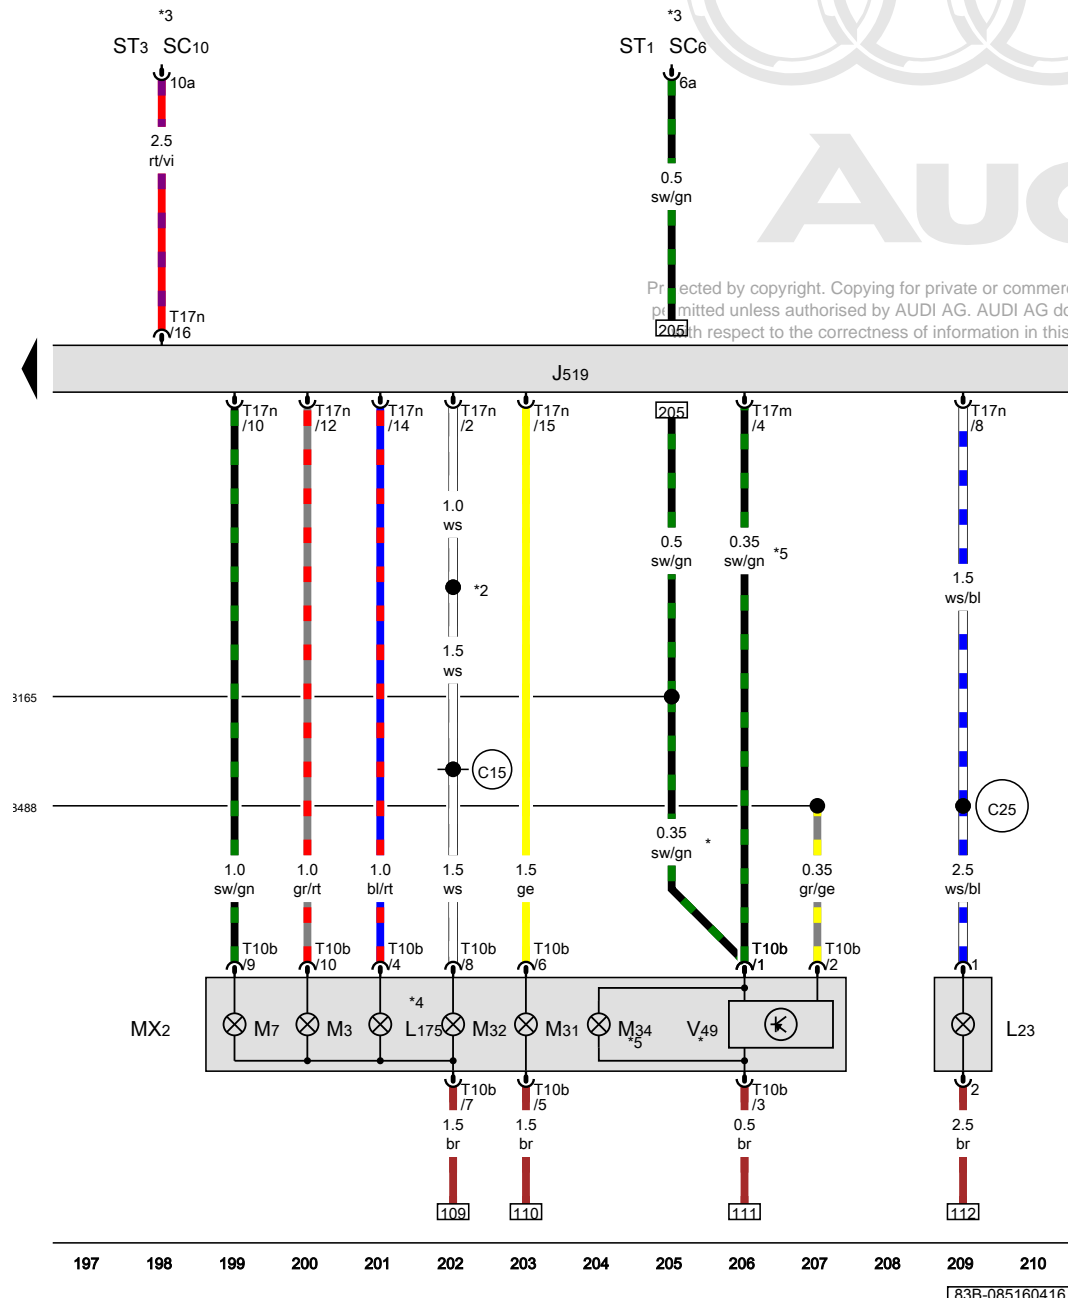 *3 *3
ST3 SC10 ST1 SC6
10a 6a
Aud
2.5
rt/vi
0.5
sw/gn
ected by copyright. Copying for private or commer
mitted unless authorised by AUDI AG. AUDI AG do
with respect to the correctness of information in this
T17n
/16
205
J519
T17n
/10
T17n
/12
T17n
/14
T17n
/2
T17n
/15
205
T17m
/4
T17n
/8
1.0
ws
*2
1.5
ws
0.5
sw/gn
0.35
sw/gn
*5
1.5
ws/bl
3165
C15
3488
C25
0.35
sw/gn
*
1.0
sw/gn
1.0
gr/rt
1.0
bl/rt
1.5
ws
1.5
ge
0.35
gr/ge
2.5
ws/bl
T10b
/9
T10b
/10
T10b
/4
T10b
/8
T10b
/6
T10b
/1
T10b
/2
1
MX2
M7
M3
*4
L175
M32
M31
M34
*5
V49
*
L23
T10b
/7
T10b
/5
T10b
/3
2
1.5
br
1.5
br
0.5
br
2.5
br
109
110
111
112
197 198 199 200 201 202 203 204 205 206 207 208 209 210
83B-085160416